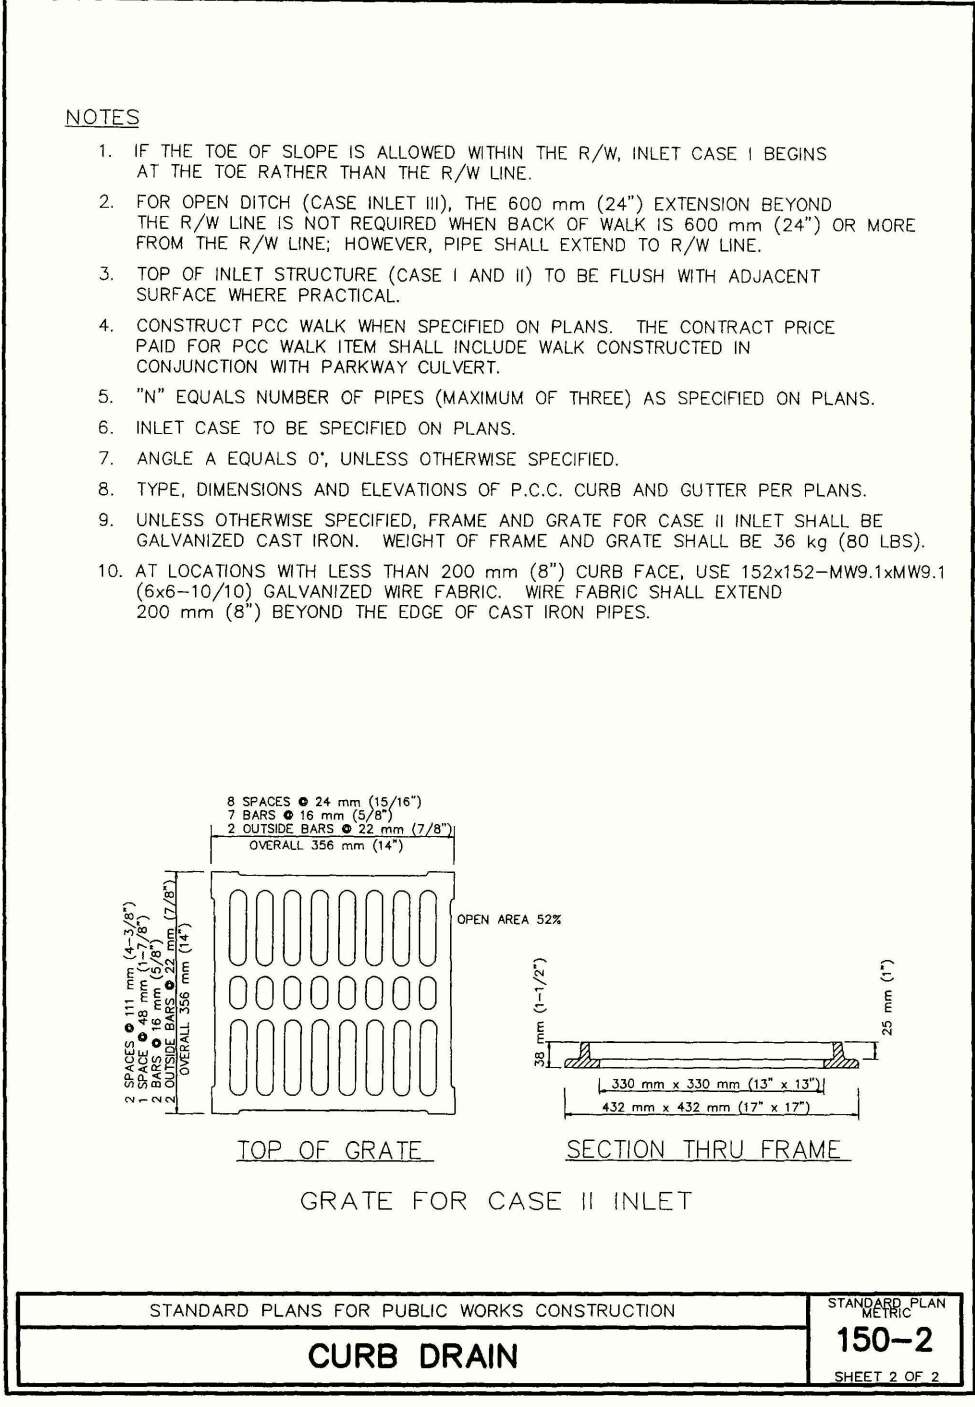 NOTES
1. IF THE TOE OF SLOPE IS ALLOWED WITHIN THE R/W, INLET CASE I BEGINS
AT THE TOE RATHER THAN THE R/W LINE.
2. FOR OPEN DITCH (CASE INLET III), THE 600 mm (24") EXTENSION BEYOND
THE R/W LINE IS NOT REQUIRED WHEN BACK OF WALK IS 600 mm (24") OR MORE
FROM THE R/W LINE; HOWEVER, PIPE SHALL EXTEND TO R/W LINE.
3. TOP OF INLET STRUCTURE (CASE I AND II) TO BE FLUSH WITH ADJACENT
SURFACE WHERE PRACTICAL.
4. CONSTRUCT PCC WALK WHEN SPECIFIED ON PLANS. THE CONTRACT PRICE
PAID FOR PCC WALK ITEM SHALL INCLUDE WALK CONSTRUCTED IN
CONJUNCTION WITH PARKWAY CULVERT.
5. "N" EQUALS NUMBER OF PIPES (MAXIMUM OF THREE) AS SPECIFIED ON PLANS.
6. INLET CASE TO BE SPECIFIED ON PLANS.
7. ANGLE A EQUALS 0°, UNLESS OTHERWISE SPECIFIED.
8. TYPE, DIMENSIONS AND ELEVATIONS OF P.C.C. CURB AND GUTTER PER PLANS.
9. UNLESS OTHERWISE SPECIFIED, FRAME AND GRATE FOR CASE II INLET SHALL BE
GALVANIZED CAST IRON. WEIGHT OF FRAME AND GRATE SHALL BE 36 kg (80 LBS).
10. AT LOCATIONS WITH LESS THAN 200 mm (8") CURB FACE, USE 152x152-MW9.1xMW9.1
(6x6-10/10) GALVANIZED WIRE FABRIC. WIRE FABRIC SHALL EXTEND
200 mm (8") BEYOND THE EDGE OF CAST IRON PIPES.
8 SPACES @ 24 mm (15/16")
7 BARS @ 16 mm (5/8")
2 OUTSIDE BARS @ 22 mm (7/8")
OVERALL 356 mm (14")
2 SPACES @ 111 mm (4-3/8")
1 SPACE @ 48 mm (1-7/8")
2 BARS @ 16 mm (5/8")
2 OUTSIDE BARS @ 22 mm (7/8")
OVERALL 356 mm (14")
OPEN AREA 52%
38 mm (1-1/2")
25 mm (1")
330 mm x 330 mm (13" x 13")
432 mm x 432 mm (17" x 17")
TOP OF GRATE
SECTION THRU FRAME
GRATE FOR CASE II INLET
STANDARD PLANS FOR PUBLIC WORKS CONSTRUCTION
CURB DRAIN
STANDARD PLAN
METRIC
150-2
SHEET 2 OF 2